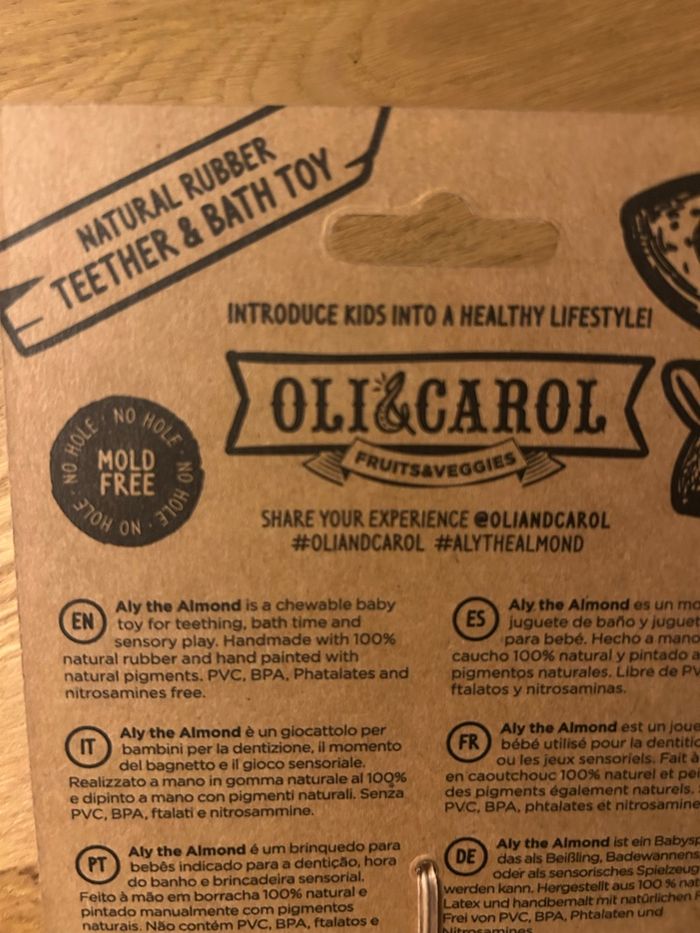 NATURAL RUBBER
TEETHER & BATH TOY
INTRODUCE KIDS INTO A HEALTHY LIFESTYLE!
OLI&CAROL
FRUITS&VEGGIES
NO HOLE · NO HOLE · NO HOLE · NO HOLE ·
MOLD
FREE
SHARE YOUR EXPERIENCE @OLIANDCAROL
#OLIANDCAROL #ALYTHEALMOND
EN
Aly the Almond is a chewable baby
toy for teething, bath time and
sensory play. Handmade with 100%
natural rubber and hand painted with
natural pigments. PVC, BPA, Phatalates and
nitrosamines free.
IT
Aly the Almond è un giocattolo per
bambini per la dentizione, il momento
del bagnetto e il gioco sensoriale.
Realizzato a mano in gomma naturale al 100%
e dipinto a mano con pigmenti naturali. Senza
PVC, BPA, ftalati e nitrosammine.
PT
Aly the Almond é um brinquedo para
bebês indicado para a dentição, hora
do banho e brincadeira sensorial.
Feito à mão em borracha 100% natural e
pintado manualmente com pigmentos
naturais. Não contém PVC, BPA, ftalatos e
ES
Aly the Almond es un mo
juguete de baño y juguet
para bebé. Hecho a mano
caucho 100% natural y pintado a
pigmentos naturales. Libre de PV
ftalatos y nitrosaminas.
FR
Aly the Almond est un joue
bébé utilisé pour la dentitio
ou les jeux sensoriels. Fait à
en caoutchouc 100% naturel et pei
des pigments également naturels.
PVC, BPA, phtalates et nitrosamine
DE
Aly the Almond ist ein Babysp
das als Beißling, Badewannens
oder als sensorisches Spielzeug
werden kann. Hergestellt aus 100 % nat
Latex und handbemalt mit natürlichen
Frei von PVC, BPA, Phtalaten und
Nitrosamines